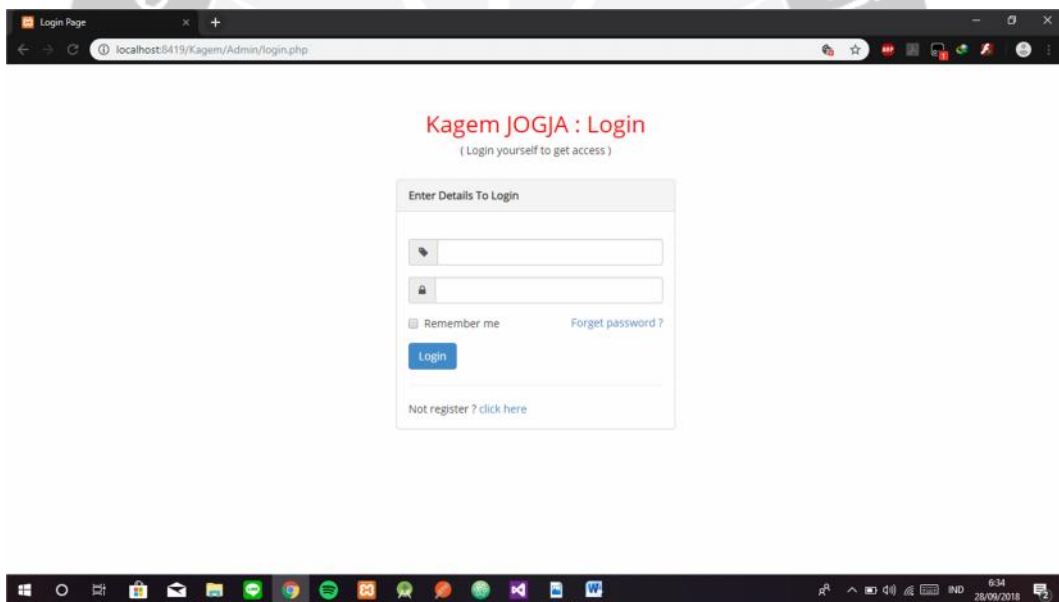 Login Page
localhost:8419/Kagem/Admin/login.php
Kagem JOGJA : Login
( Login yourself to get access )
Enter Details To Login
Remember me
Forget password ?
Login
Not register ? click here
IND
6:34
28/09/2018